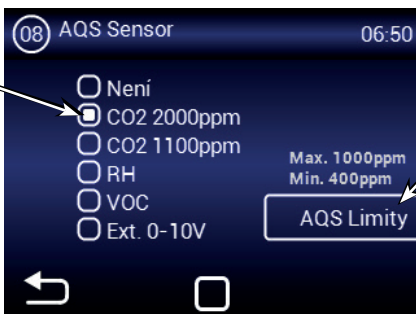 08 AQS Sensor 06:50
Není
CO2 2000ppm
CO2 1100ppm
RH
VOC
Ext. 0-10V
Max. 1000ppm
Min. 400ppm
AQS Limity